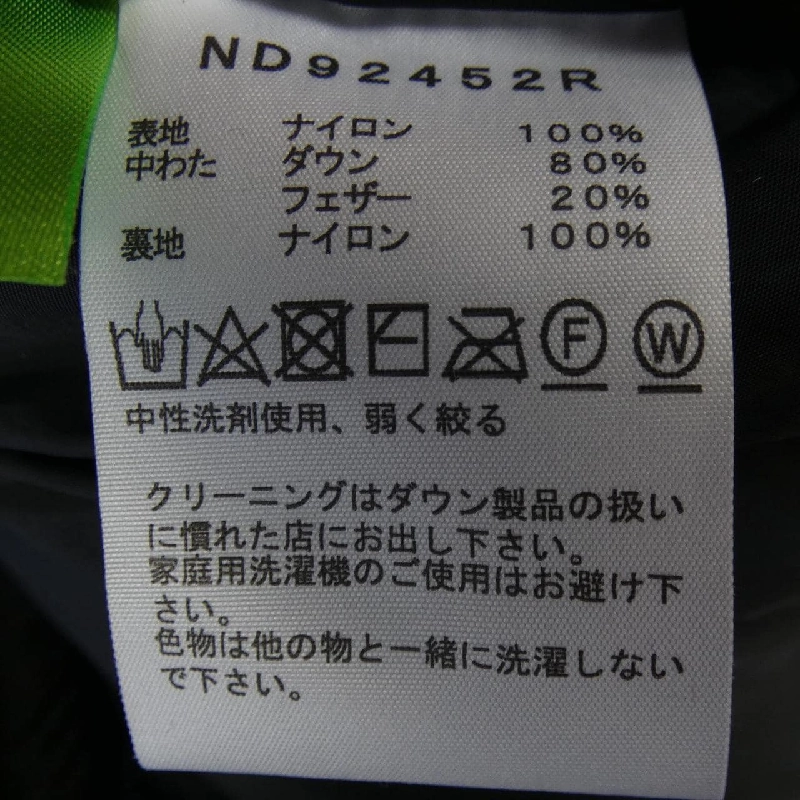 ND92452R
表地 ナイロン 100%
中わた ダウン 80%
フェザー 20%
裏地 ナイロン 100%
F W
中性洗剤使用、弱く絞る
クリーニングはダウン製品の扱い
に慣れた店にお出し下さい。
家庭用洗濯機のご使用はお避け下
さい。
色物は他の物と一緒に洗濯しない
で下さい。